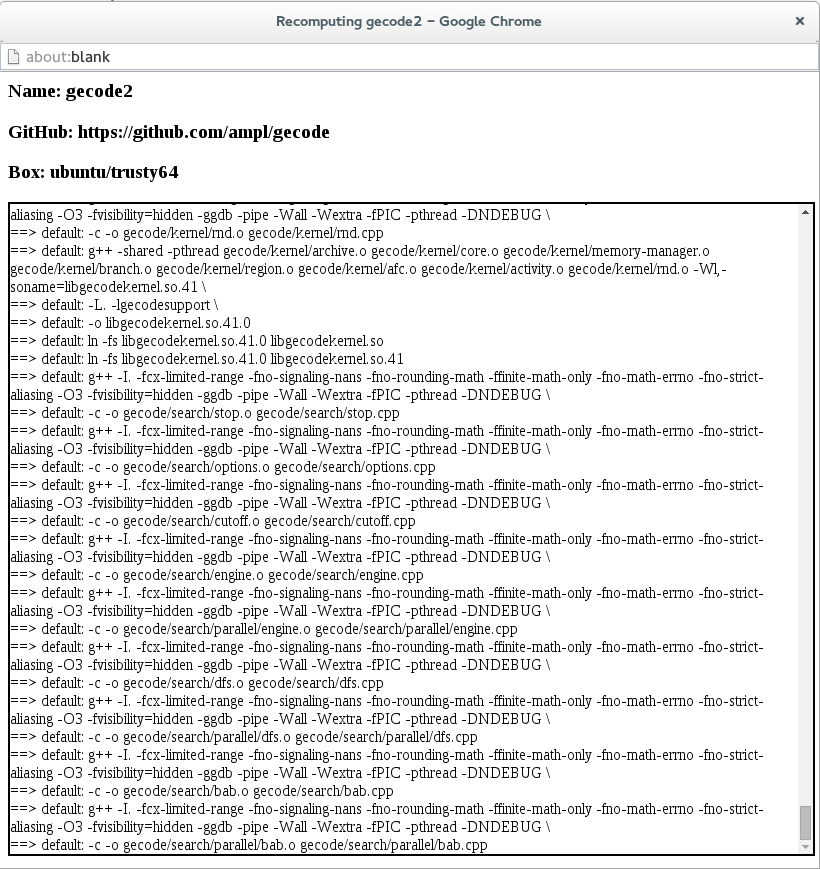 Recomputing gecode2 – Google Chrome
about:blank
Name: gecode2
GitHub: https://github.com/ampl/gecode
Box: ubuntu/trusty64
aliasing -O3 -fvisibility=hidden -ggdb -pipe -Wall -Wextra -fPIC -pthread -DNDEBUG \
==> default: -c -o gecode/kernel/rnd.o gecode/kernel/rnd.cpp
==> default: g++ -shared -pthread gecode/kernel/archive.o gecode/kernel/core.o gecode/kernel/memory-manager.o
gecode/kernel/branch.o gecode/kernel/region.o gecode/kernel/afc.o gecode/kernel/activity.o gecode/kernel/rnd.o -Wl,-
soname=libgecodekernel.so.41 \
==> default: -L. -lgecodesupport \
==> default: -o libgecodekernel.so.41.0
==> default: ln -fs libgecodekernel.so.41.0 libgecodekernel.so
==> default: ln -fs libgecodekernel.so.41.0 libgecodekernel.so.41
==> default: g++ -I. -fcx-limited-range -fno-signaling-nans -fno-rounding-math -ffinite-math-only -fno-math-errno -fno-strict-
aliasing -O3 -fvisibility=hidden -ggdb -pipe -Wall -Wextra -fPIC -pthread -DNDEBUG \
==> default: -c -o gecode/search/stop.o gecode/search/stop.cpp
==> default: g++ -I. -fcx-limited-range -fno-signaling-nans -fno-rounding-math -ffinite-math-only -fno-math-errno -fno-strict-
aliasing -O3 -fvisibility=hidden -ggdb -pipe -Wall -Wextra -fPIC -pthread -DNDEBUG \
==> default: -c -o gecode/search/options.o gecode/search/options.cpp
==> default: g++ -I. -fcx-limited-range -fno-signaling-nans -fno-rounding-math -ffinite-math-only -fno-math-errno -fno-strict-
aliasing -O3 -fvisibility=hidden -ggdb -pipe -Wall -Wextra -fPIC -pthread -DNDEBUG \
==> default: -c -o gecode/search/cutoff.o gecode/search/cutoff.cpp
==> default: g++ -I. -fcx-limited-range -fno-signaling-nans -fno-rounding-math -ffinite-math-only -fno-math-errno -fno-strict-
aliasing -O3 -fvisibility=hidden -ggdb -pipe -Wall -Wextra -fPIC -pthread -DNDEBUG \
==> default: -c -o gecode/search/engine.o gecode/search/engine.cpp
==> default: g++ -I. -fcx-limited-range -fno-signaling-nans -fno-rounding-math -ffinite-math-only -fno-math-errno -fno-strict-
aliasing -O3 -fvisibility=hidden -ggdb -pipe -Wall -Wextra -fPIC -pthread -DNDEBUG \
==> default: -c -o gecode/search/parallel/engine.o gecode/search/parallel/engine.cpp
==> default: g++ -I. -fcx-limited-range -fno-signaling-nans -fno-rounding-math -ffinite-math-only -fno-math-errno -fno-strict-
aliasing -O3 -fvisibility=hidden -ggdb -pipe -Wall -Wextra -fPIC -pthread -DNDEBUG \
==> default: -c -o gecode/search/dfs.o gecode/search/dfs.cpp
==> default: g++ -I. -fcx-limited-range -fno-signaling-nans -fno-rounding-math -ffinite-math-only -fno-math-errno -fno-strict-
aliasing -O3 -fvisibility=hidden -ggdb -pipe -Wall -Wextra -fPIC -pthread -DNDEBUG \
==> default: -c -o gecode/search/parallel/dfs.o gecode/search/parallel/dfs.cpp
==> default: g++ -I. -fcx-limited-range -fno-signaling-nans -fno-rounding-math -ffinite-math-only -fno-math-errno -fno-strict-
aliasing -O3 -fvisibility=hidden -ggdb -pipe -Wall -Wextra -fPIC -pthread -DNDEBUG \
==> default: -c -o gecode/search/bab.o gecode/search/bab.cpp
==> default: g++ -I. -fcx-limited-range -fno-signaling-nans -fno-rounding-math -ffinite-math-only -fno-math-errno -fno-strict-
aliasing -O3 -fvisibility=hidden -ggdb -pipe -Wall -Wextra -fPIC -pthread -DNDEBUG \
==> default: -c -o gecode/search/parallel/bab.o gecode/search/parallel/bab.cpp